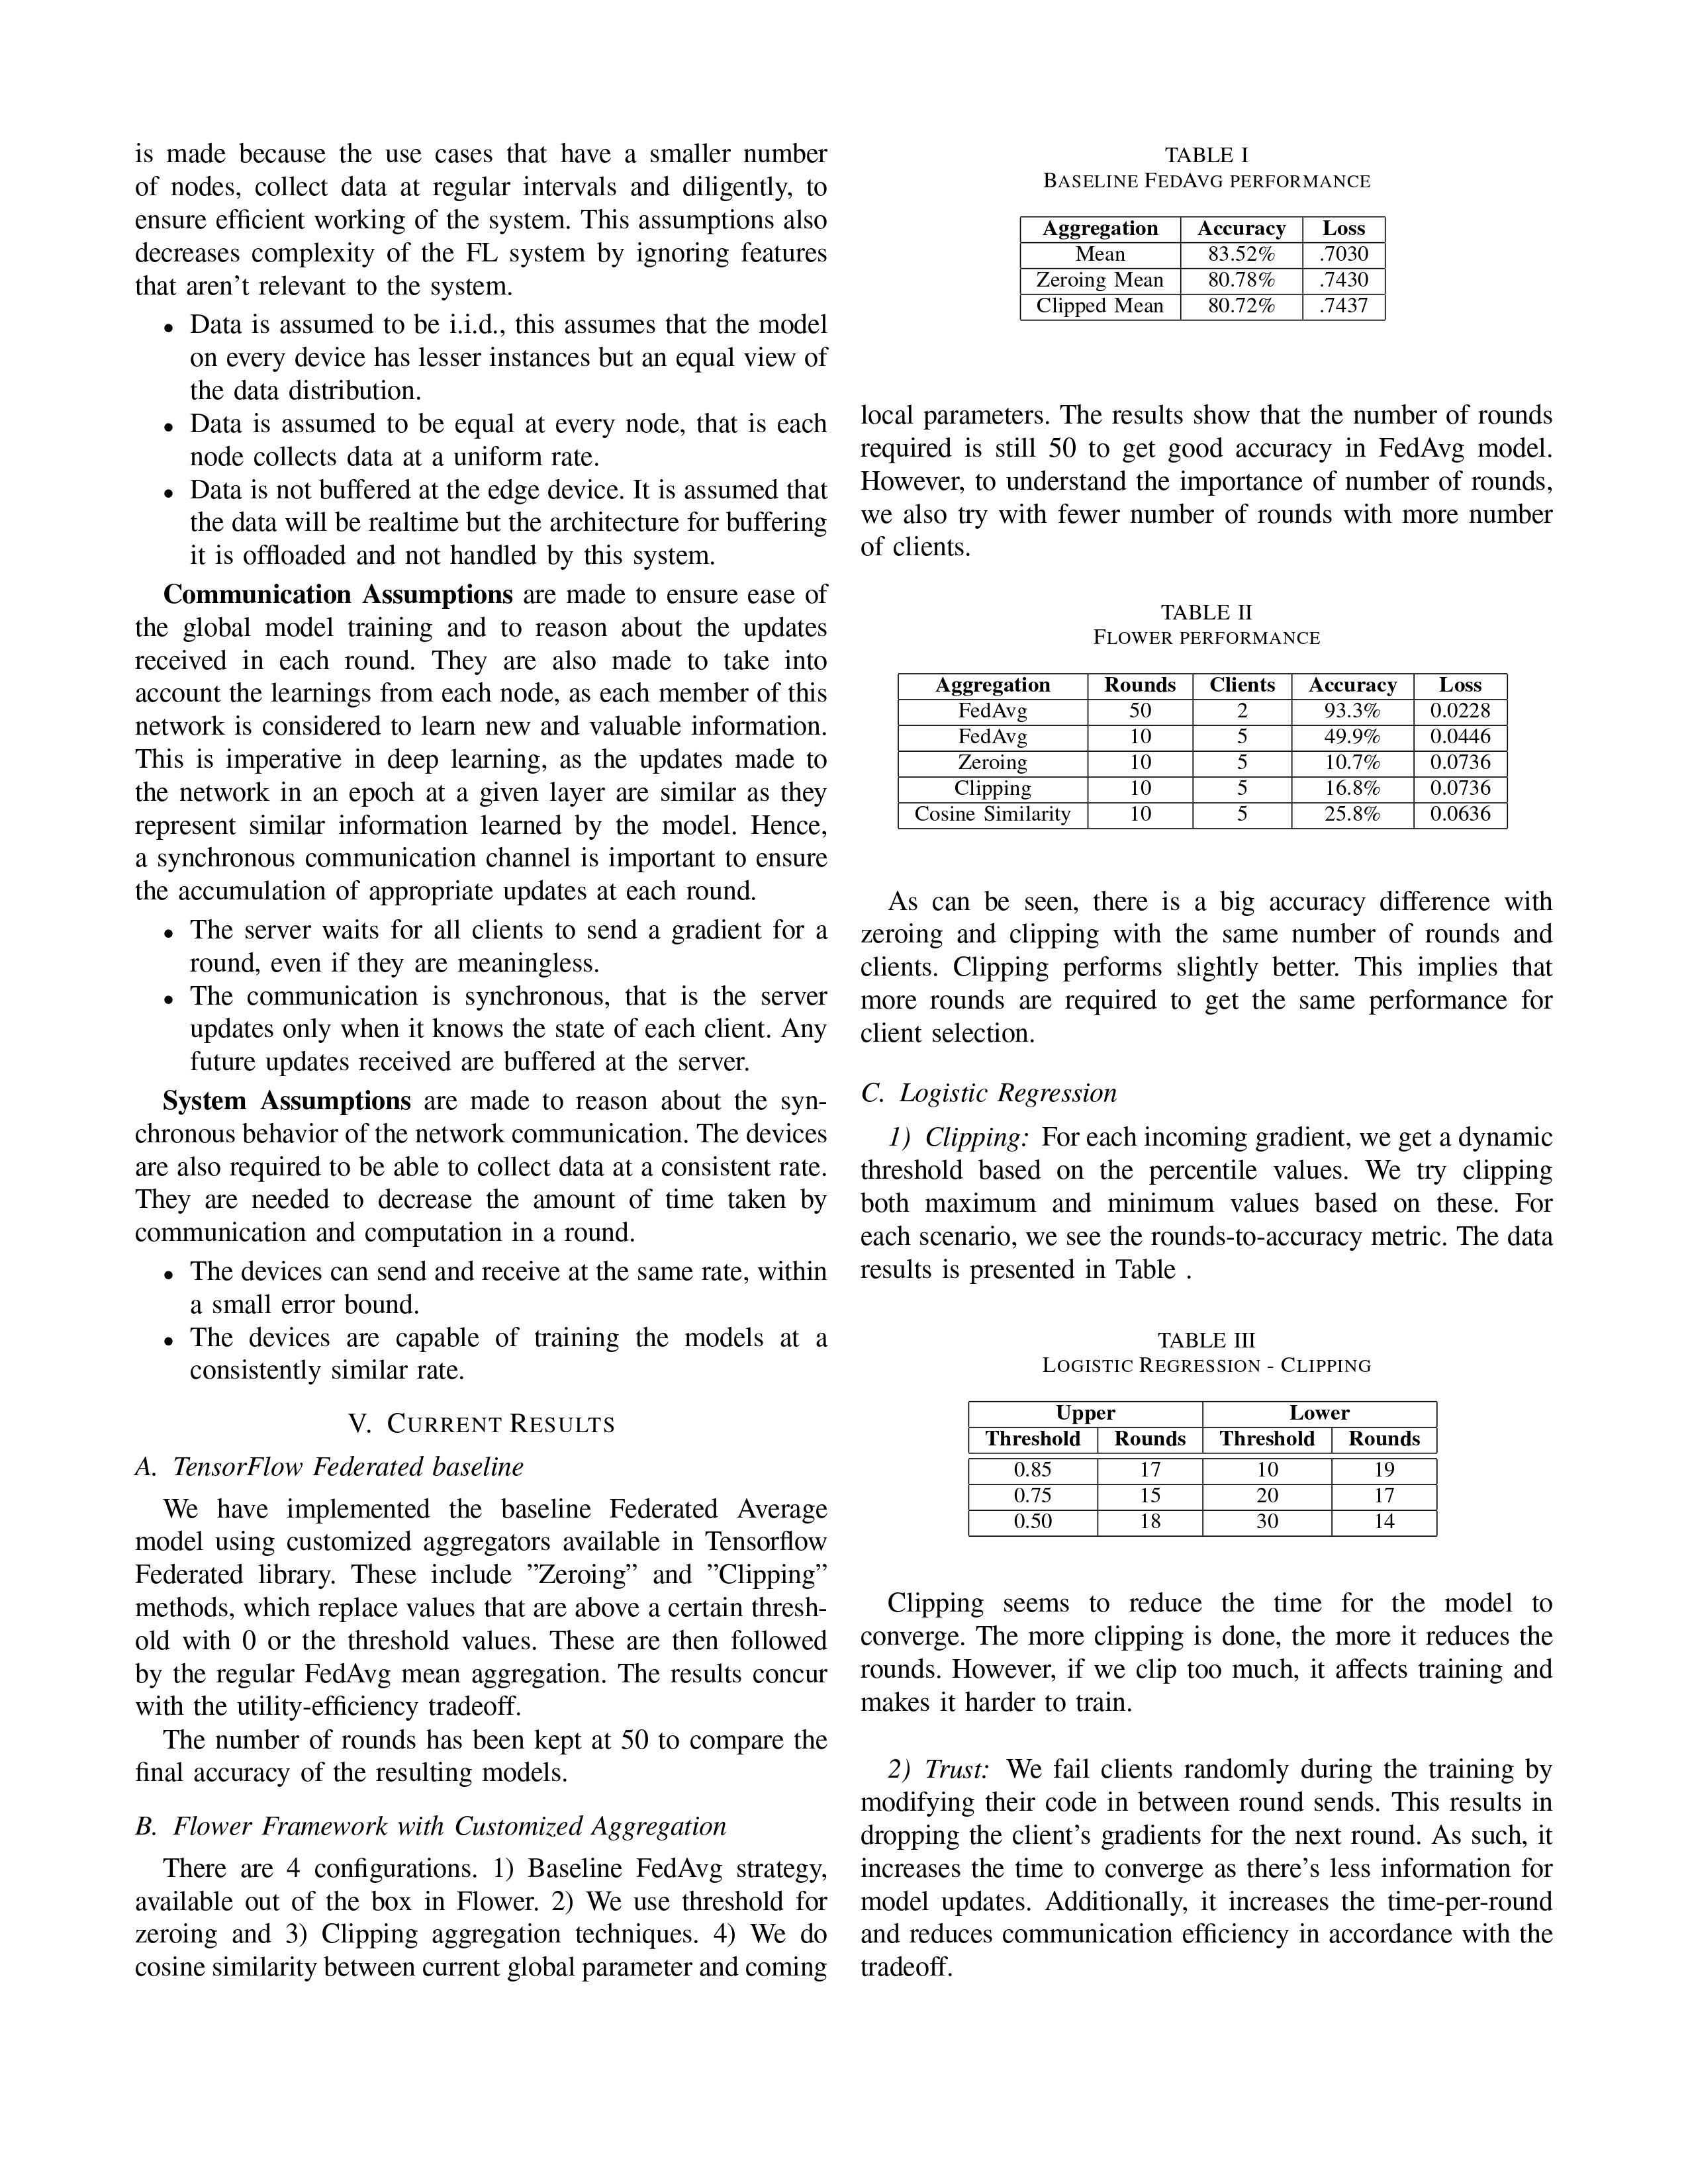 is made because the use cases that have a smaller number
of nodes, collect data at regular intervals and diligently, to
ensure efficient working of the system. This assumptions also
decreases complexity of the FL system by ignoring features
that aren't relevant to the system.
• Data is assumed to be i.i.d., this assumes that the model
on every device has lesser instances but an equal view of
the data distribution.
• Data is assumed to be equal at every node, that is each
node collects data at a uniform rate.
• Data is not buffered at the edge device. It is assumed that
the data will be realtime but the architecture for buffering
it is offloaded and not handled by this system.
Communication Assumptions are made to ensure ease of
the global model training and to reason about the updates
received in each round. They are also made to take into
account the learnings from each node, as each member of this
network is considered to learn new and valuable information.
This is imperative in deep learning, as the updates made to
the network in an epoch at a given layer are similar as they
represent similar information learned by the model. Hence,
a synchronous communication channel is important to ensure
the accumulation of appropriate updates at each round.
• The server waits for all clients to send a gradient for a
round, even if they are meaningless.
• The communication is synchronous, that is the server
updates only when it knows the state of each client. Any
future updates received are buffered at the server.
System Assumptions are made to reason about the syn-
chronous behavior of the network communication. The devices
are also required to be able to collect data at a consistent rate.
They are needed to decrease the amount of time taken by
communication and computation in a round.
• The devices can send and receive at the same rate, within
a small error bound.
• The devices are capable of training the models at a
consistently similar rate.
V. CURRENT RESULTS
A. TensorFlow Federated baseline
We have implemented the baseline Federated Average
model using customized aggregators available in Tensorflow
Federated library. These include ”Zeroing” and ”Clipping”
methods, which replace values that are above a certain thresh-
old with 0 or the threshold values. These are then followed
by the regular FedAvg mean aggregation. The results concur
with the utility-efficiency tradeoff.
The number of rounds has been kept at 50 to compare the
final accuracy of the resulting models.
B. Flower Framework with Customized Aggregation
There are 4 configurations. 1) Baseline FedAvg strategy,
available out of the box in Flower. 2) We use threshold for
zeroing and 3) Clipping aggregation techniques. 4) We do
cosine similarity between current global parameter and coming
TABLE I
BASELINE FEDAVG PERFORMANCE
Aggregation Accuracy Loss
Mean 83.52% .7030
Zeroing Mean 80.78% .7430
Clipped Mean 80.72% .7437
local parameters. The results show that the number of rounds
required is still 50 to get good accuracy in FedAvg model.
However, to understand the importance of number of rounds,
we also try with fewer number of rounds with more number
of clients.
TABLE II
FLOWER PERFORMANCE
Aggregation Rounds Clients Accuracy Loss
FedAvg 50 2 93.3% 0.0228
FedAvg 10 5 49.9% 0.0446
Zeroing 10 5 10.7% 0.0736
Clipping 10 5 16.8% 0.0736
Cosine Similarity 10 5 25.8% 0.0636
As can be seen, there is a big accuracy difference with
zeroing and clipping with the same number of rounds and
clients. Clipping performs slightly better. This implies that
more rounds are required to get the same performance for
client selection.
C. Logistic Regression
1) Clipping: For each incoming gradient, we get a dynamic
threshold based on the percentile values. We try clipping
both maximum and minimum values based on these. For
each scenario, we see the rounds-to-accuracy metric. The data
results is presented in Table .
TABLE III
LOGISTIC REGRESSION - CLIPPING
Upper Lower
Threshold Rounds Threshold Rounds
0.85 17 10 19
0.75 15 20 17
0.50 18 30 14
Clipping seems to reduce the time for the model to
converge. The more clipping is done, the more it reduces the
rounds. However, if we clip too much, it affects training and
makes it harder to train.
2) Trust: We fail clients randomly during the training by
modifying their code in between round sends. This results in
dropping the client's gradients for the next round. As such, it
increases the time to converge as there's less information for
model updates. Additionally, it increases the time-per-round
and reduces communication efficiency in accordance with the
tradeoff.